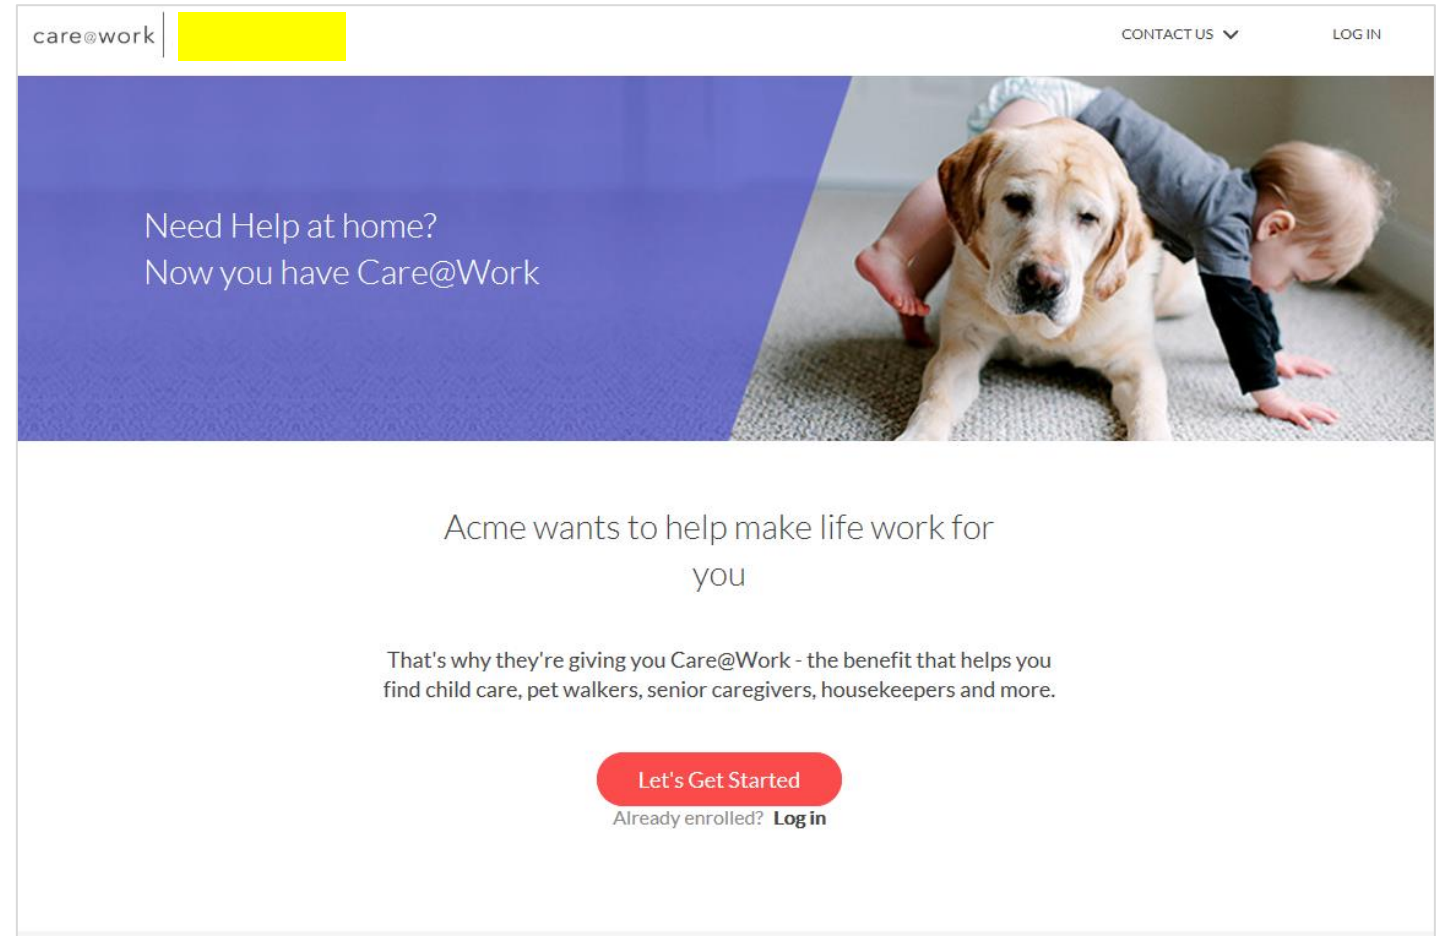 care@work
CONTACT US
LOG IN
Need Help at home?
Now you have Care@Work
Acme wants to help make life work for
you
That's why they're giving you Care@Work - the benefit that helps you
find child care, pet walkers, senior caregivers, housekeepers and more.
Let's Get Started
Already enrolled? Log in